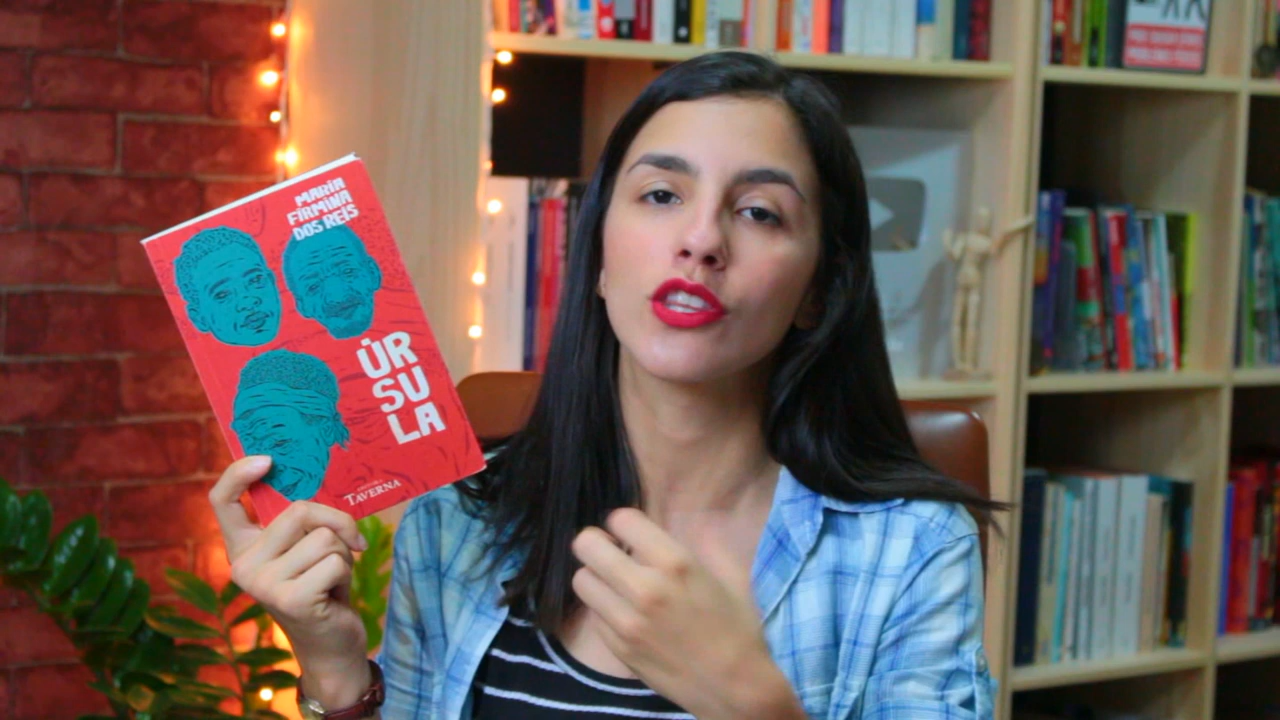 MARIA
FIRMINA
DOS REIS
ÚR
SU
LA
TAVERNA